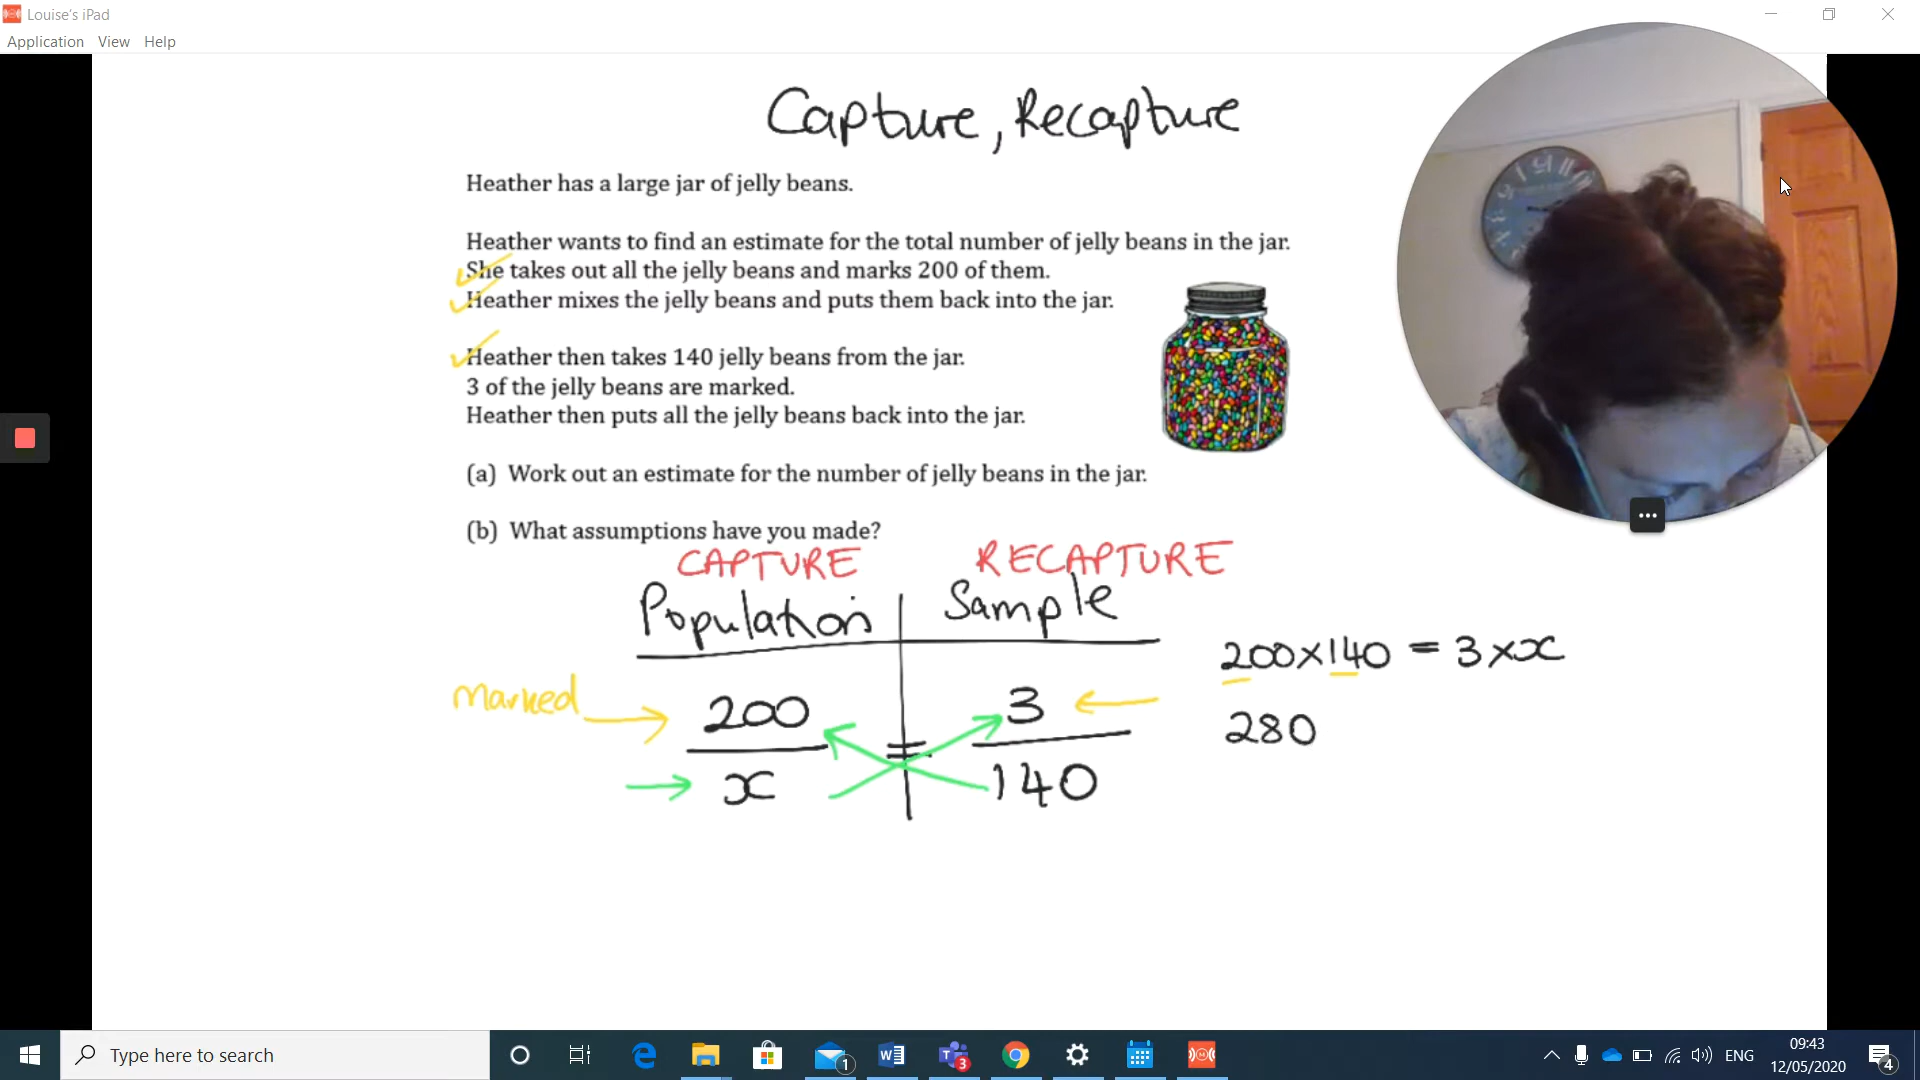 Louise's iPad
Application View Help
Capture, Recapture
Heather has a large jar of jelly beans.
Heather wants to find an estimate for the total number of jelly beans in the jar.
She takes out all the jelly beans and marks 200 of them.
Heather mixes the jelly beans and puts them back into the jar.
Heather then takes 140 jelly beans from the jar.
3 of the jelly beans are marked.
Heather then puts all the jelly beans back into the jar.
(a) Work out an estimate for the number of jelly beans in the jar.
(b) What assumptions have you made?
CAPTURE RECAPTURE
Population Sample
200×140 = 3×x
Marked 200 = 3
280
x 140
Type here to search
1
3
ENG
09:43
12/05/2020
4